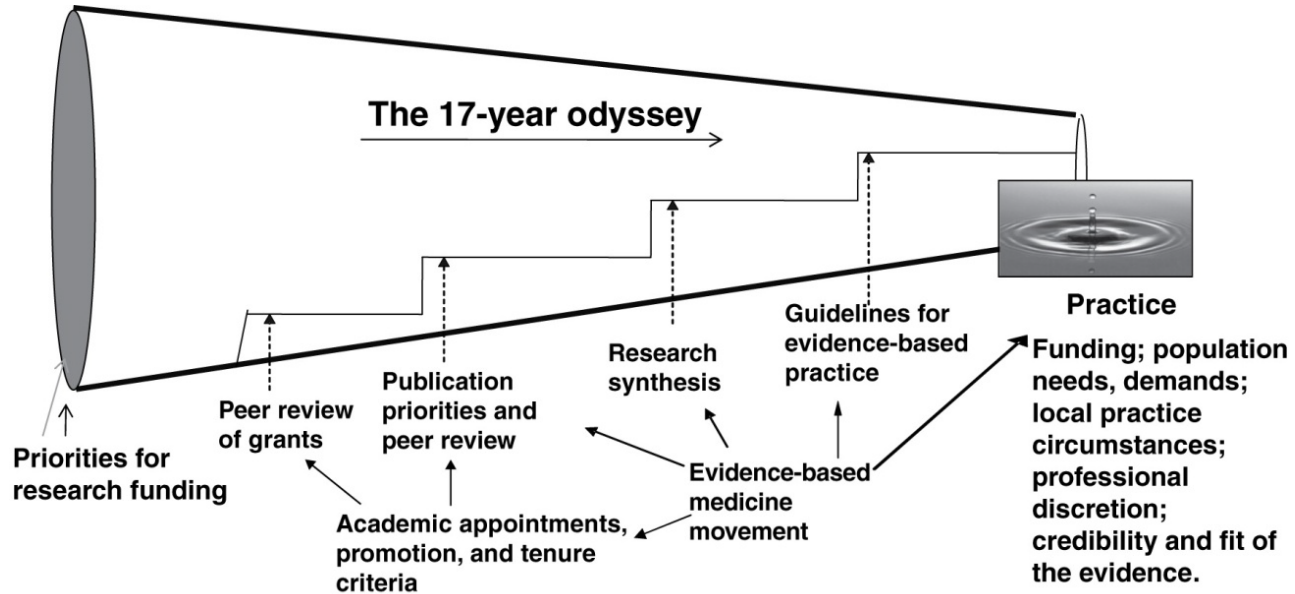 The 17-year odyssey
Priorities for
research funding
Peer review
of grants
Publication
priorities and
peer review
Research
synthesis
Guidelines for
evidence-based
practice
Academic appointments,
promotion, and tenure
criteria
Evidence-based
medicine
movement
Practice
Funding; population
needs, demands;
local practice
circumstances;
professional
discretion;
credibility and fit of
the evidence.